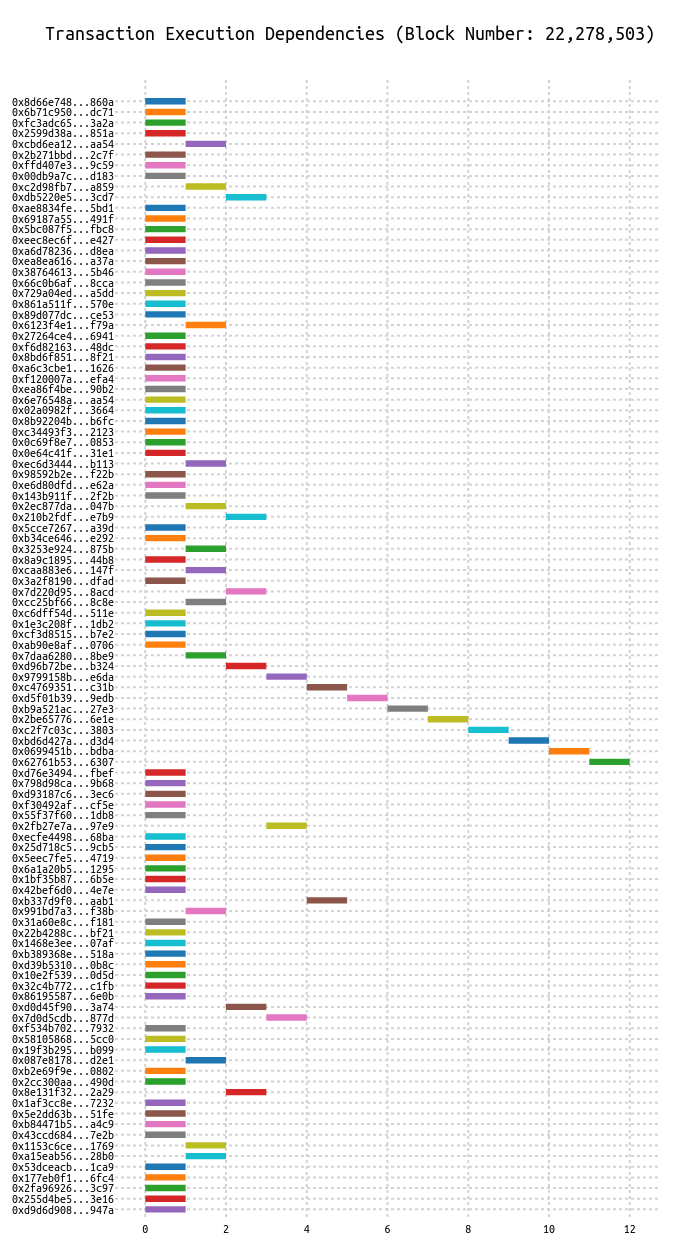 Transaction Execution Dependencies (Block Number: 22,278,503)
0x8d66e748...860a
0x6b71c950...dc71
0xfc3adc65...3a2a
0x2599d38a...851a
0xcbd6ea12...aa54
0x2b271bbd...2c7f
0xffd407e3...9c59
0x00db9a7c...d183
0xc2d98fb7...a859
0xdb5220e5...3cd7
0xae8834fe...5bd1
0x69187a55...491f
0x5bc087f5...fbc8
0xeec8ec6f...e427
0xa6d78236...d8ea
0xea8ea616...a37a
0x38764613...5b46
0x66c0b6af...8cca
0x729a04ed...a5dd
0x861a511f...570e
0x89d077dc...ce53
0x6123f4e1...f79a
0x27264ce4...6941
0xf6d82163...48dc
0x8bd6f851...8f21
0xa6c3cbe1...1626
0xf120007a...efa4
0xea86f4be...90b2
0x6e76548a...aa54
0x02a0982f...3664
0x8b92204b...b6fc
0xc34493f3...2123
0x0c69f8e7...0853
0x0e64c41f...31e1
0xec6d3444...b113
0x98592b2e...f22b
0xe6d80dfd...e62a
0x143b911f...2f2b
0x2ec877da...047b
0x210b2fdf...e7b9
0x5cce7267...a39d
0xb34ce646...e292
0x3253e924...875b
0x8a9c1895...44b8
0xcaa883e6...147f
0x3a2f8190...dfad
0x7d220d95...8acd
0xcc25bf66...8c8e
0xc6dff54d...511e
0x1e3c208f...1db2
0xcf3d8515...b7e2
0xab90e8af...0706
0x7daa6280...8be9
0xd96b72be...b324
0x9799158b...e6da
0xc4769351...c31b
0xd5f01b39...9edb
0xb9a521ac...27e3
0x2be65776...6e1e
0xc2f7c03c...3803
0xbd6d427a...d3d4
0x0699451b...bdba
0x62761b53...6307
0xd76e3494...fbef
0x798d98ca...9b68
0xd93187c6...3ec6
0xf30492af...cf5e
0x55f37f60...1db8
0x2fb27e7a...97e9
0xecfe4498...68ba
0x25d718c5...9cb5
0x5eec7fe5...4719
0x6a1a20b5...1295
0x1bf35b87...6b5e
0x42bef6d0...4e7e
0xb337d9f0...aab1
0x991bd7a3...f38b
0x31a60e8c...f181
0x22b4288c...bf21
0x1468e3ee...07af
0xb389368e...518a
0xd39b5310...0b8c
0x10e2f539...0d5d
0x32c4b772...c1fb
0x86195587...6e0b
0xd0d45f90...3a74
0x7d0d5cdb...877d
0xf534b702...7932
0x58105868...5cc0
0x19f3b295...b099
0x087e8178...d2e1
0xb2e69f9e...0802
0x2cc300aa...490d
0x8e131f32...2a29
0x1af3cc8e...7232
0x5e2dd63b...51fe
0xb84471b5...a4c9
0x43ccd684...7e2b
0x1153c6ce...1769
0xa15eab56...28b0
0x53dceacb...1ca9
0x177eb0f1...6fc4
0x2fa96926...3c97
0x255d4be5...3e16
0xd9d6d908...947a
0 2 4 6 8 10 12